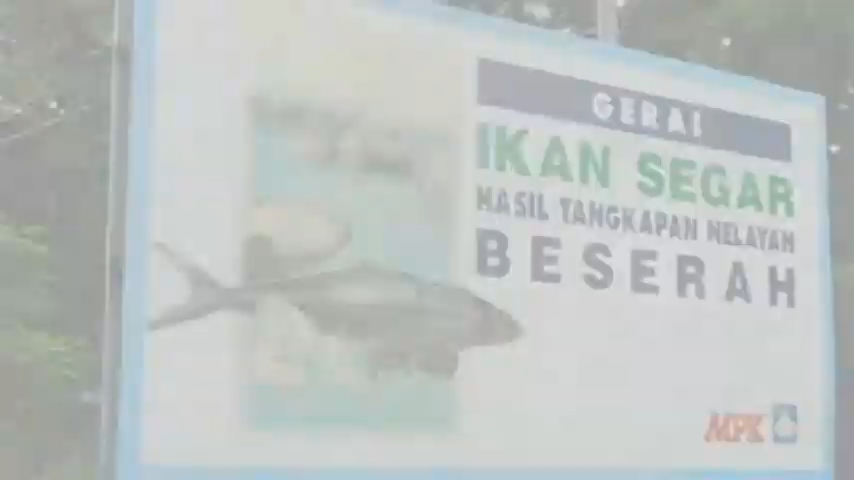 GERAI
IKAN SEGAR
HASIL TANGKAPAN NELAYAN
BESERAH
MPK